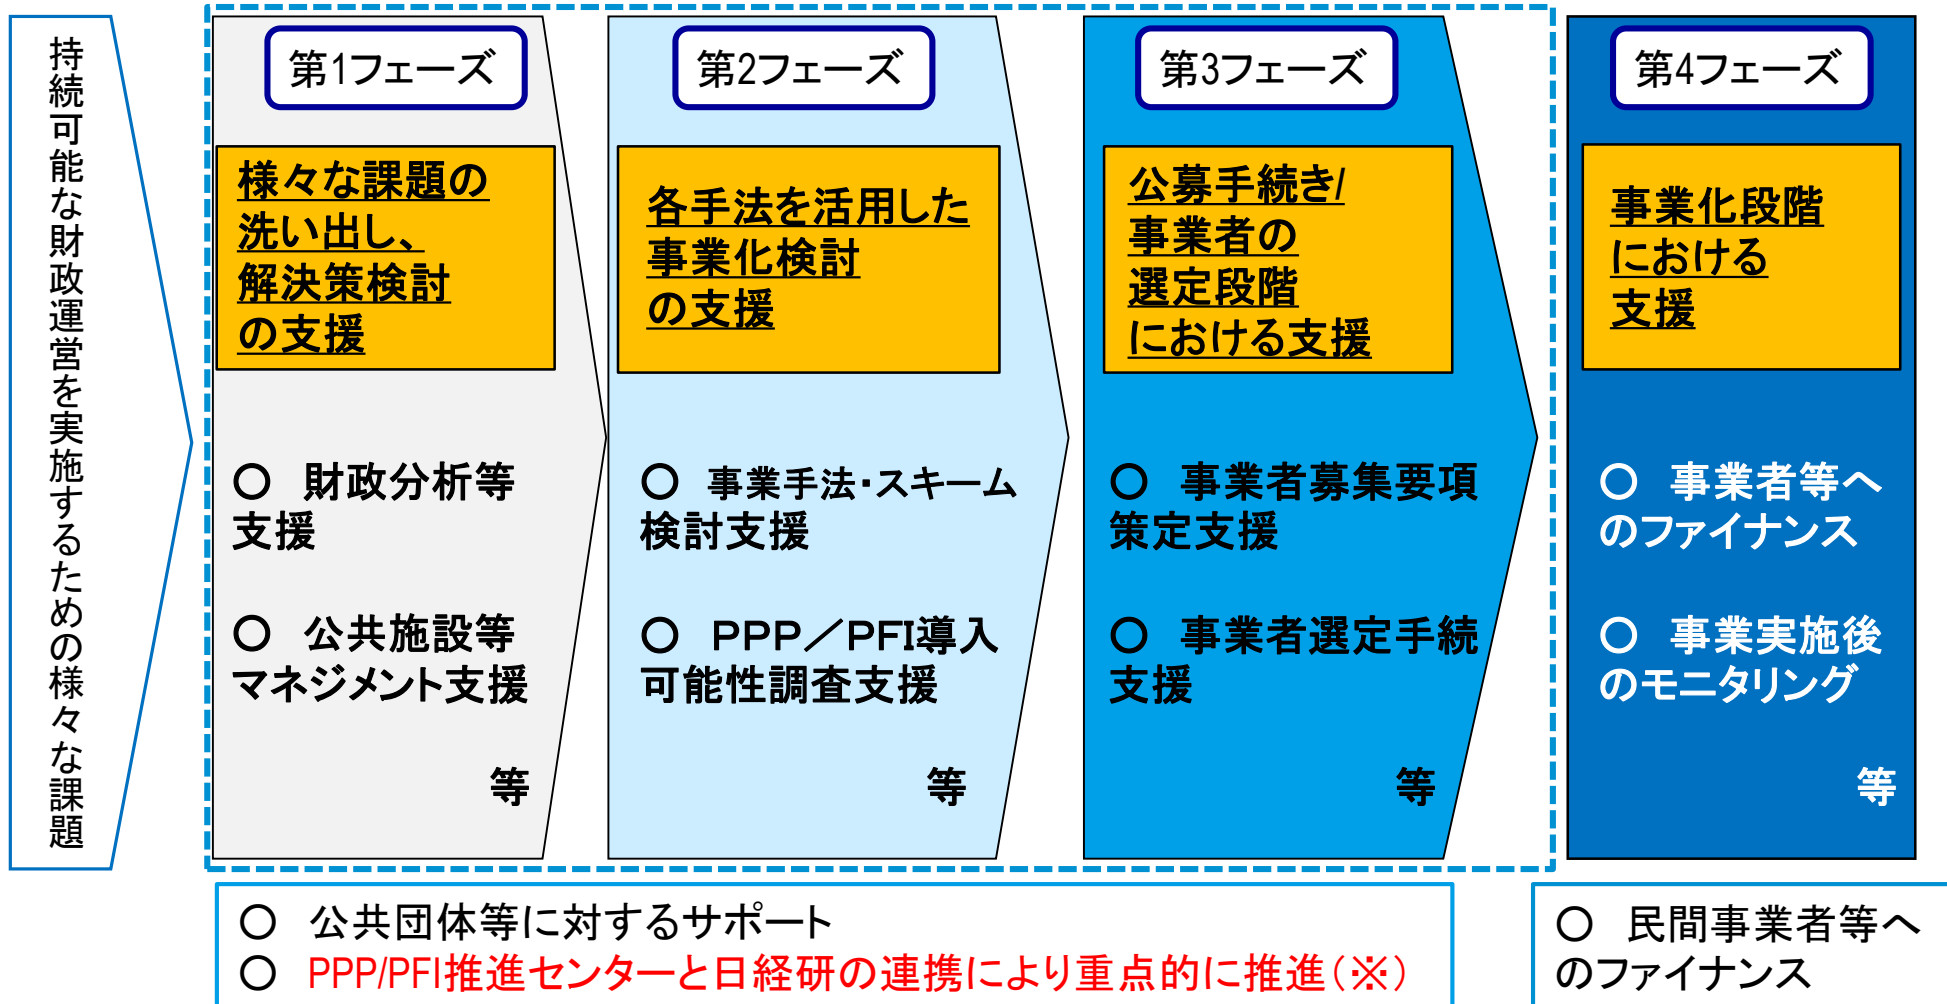 持続可能な財政運営を実施するための様々な課題
第1フェーズ
様々な課題の
洗い出し、
解決策検討
の支援
○ 財政分析等
支援
○ 公共施設等
マネジメント支援
等
第2フェーズ
各手法を活用した
事業化検討
の支援
○ 事業手法・スキーム
検討支援
○ PPP／PFI導入
可能性調査支援
等
第3フェーズ
公募手続き/
事業者の
選定段階
における支援
○ 事業者募集要項
策定支援
○ 事業者選定手続
支援
等
第4フェーズ
事業化段階
における
支援
○ 事業者等へ
のファイナンス
○ 事業実施後
のモニタリング
等
○ 公共団体等に対するサポート
○ PPP/PFI推進センターと日経研の連携により重点的に推進(※)
○ 民間事業者等へ
のファイナンス